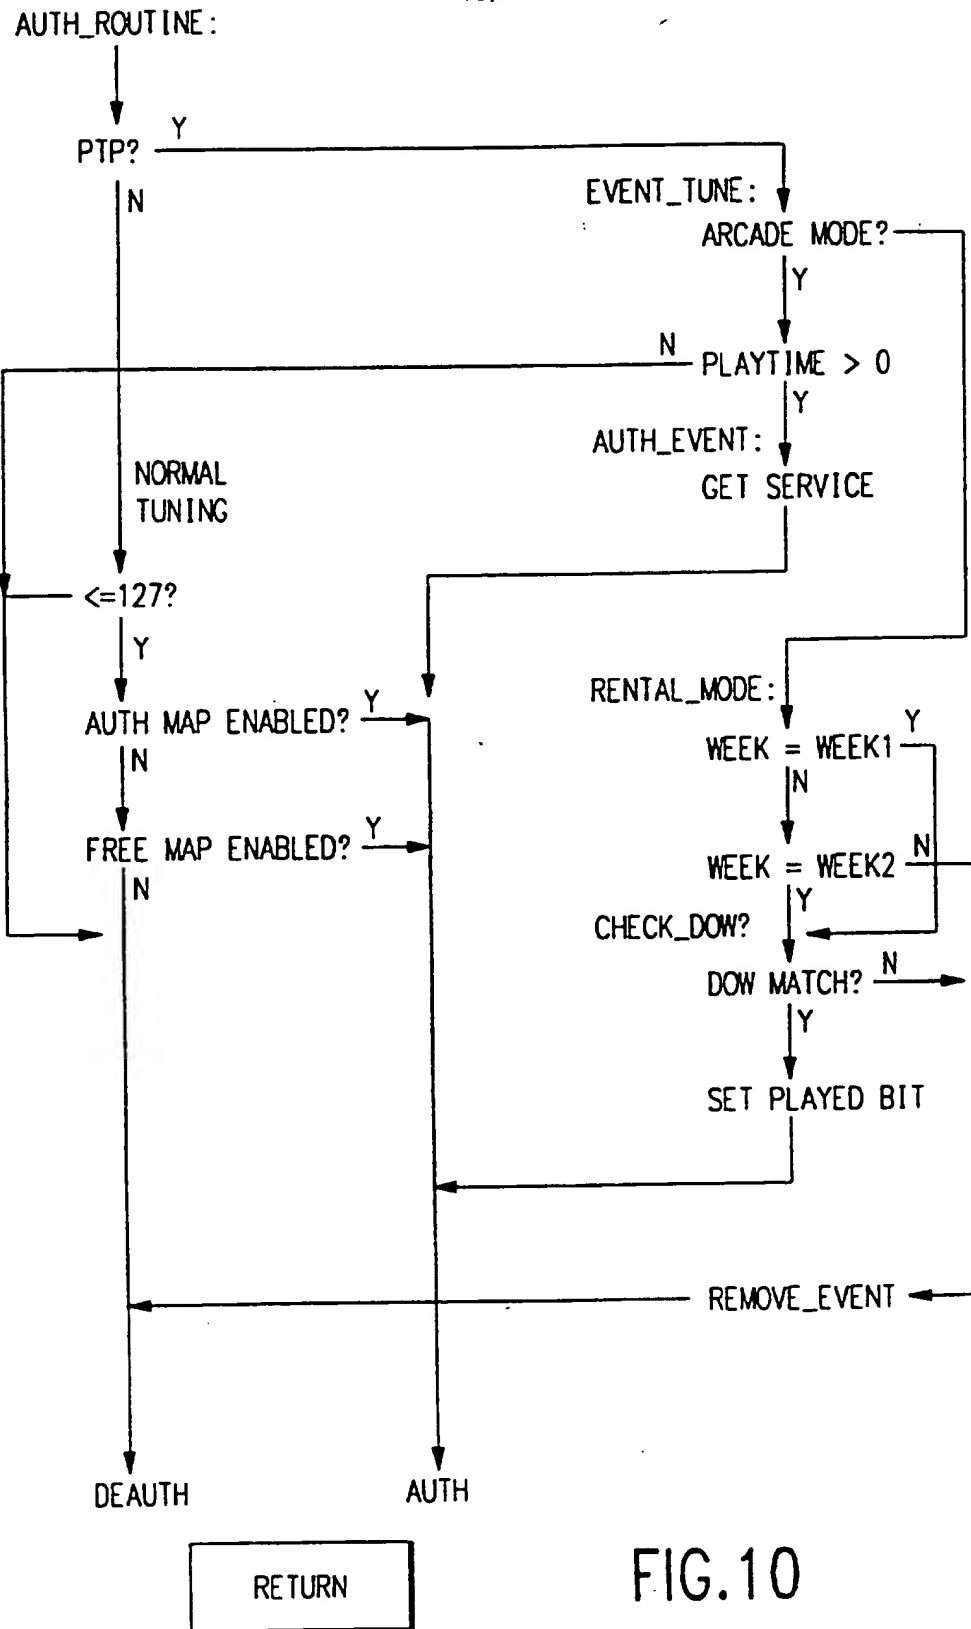 AUTH_ROUTINE:
PTP?
Y
N
EVENT_TUNE:
ARCADE MODE?
Y
N
PLAYTIME > 0
Y
AUTH_EVENT:
GET SERVICE
NORMAL
TUNING
<=127?
Y
AUTH MAP ENABLED?
Y
N
FREE MAP ENABLED?
Y
N
RENTAL_MODE:
WEEK = WEEK1
Y
N
WEEK = WEEK2
N
Y
CHECK_DOW?
DOW MATCH?
N
Y
SET PLAYED BIT
REMOVE_EVENT
DEAUTH
AUTH
RETURN
FIG.10